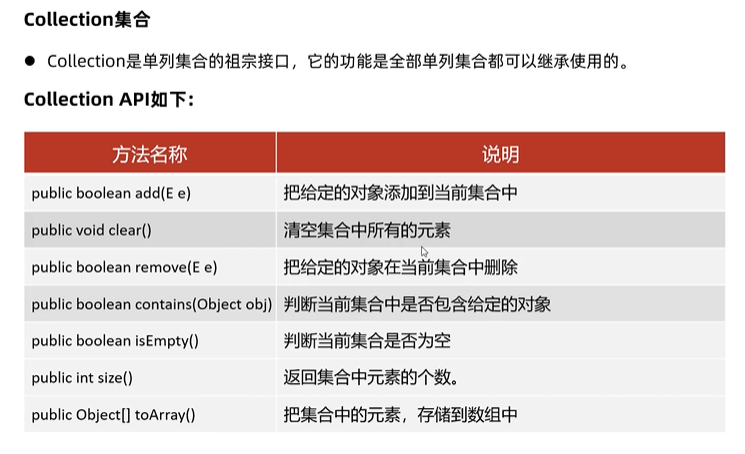 Collection集合
● Collection是单列集合的祖宗接口，它的功能是全部单列集合都可以继承使用的。
Collection API如下：
方法名称 说明
public boolean add(E e) 把给定的对象添加到当前集合中
public void clear() 清空集合中所有的元素
public boolean remove(E e) 把给定的对象在当前集合中删除
public boolean contains(Object obj) 判断当前集合中是否包含给定的对象
public boolean isEmpty() 判断当前集合是否为空
public int size() 返回集合中元素的个数。
public Object[] toArray() 把集合中的元素，存储到数组中